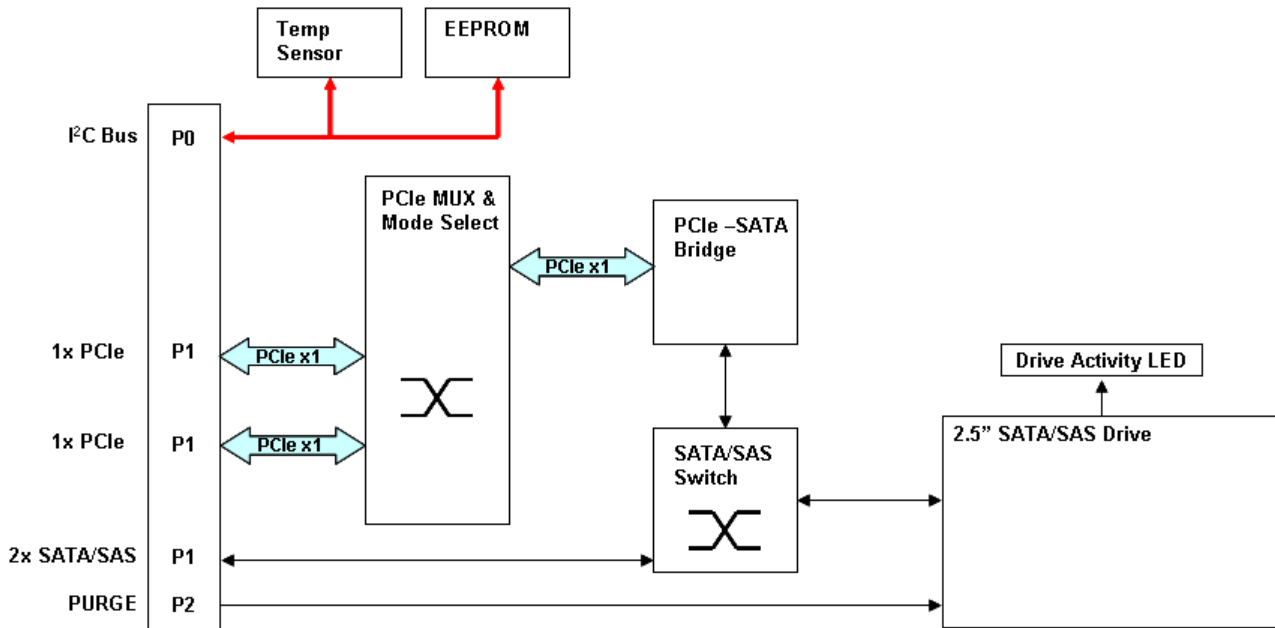 Temp
Sensor
EEPROM
I²C Bus
P0
PCIe MUX &
Mode Select
PCIe –SATA
Bridge
PCIe x1
1x PCIe
P1
PCIe x1
Drive Activity LED
1x PCIe
P1
PCIe x1
SATA/SAS
Switch
2.5” SATA/SAS Drive
2x SATA/SAS
P1
PURGE
P2